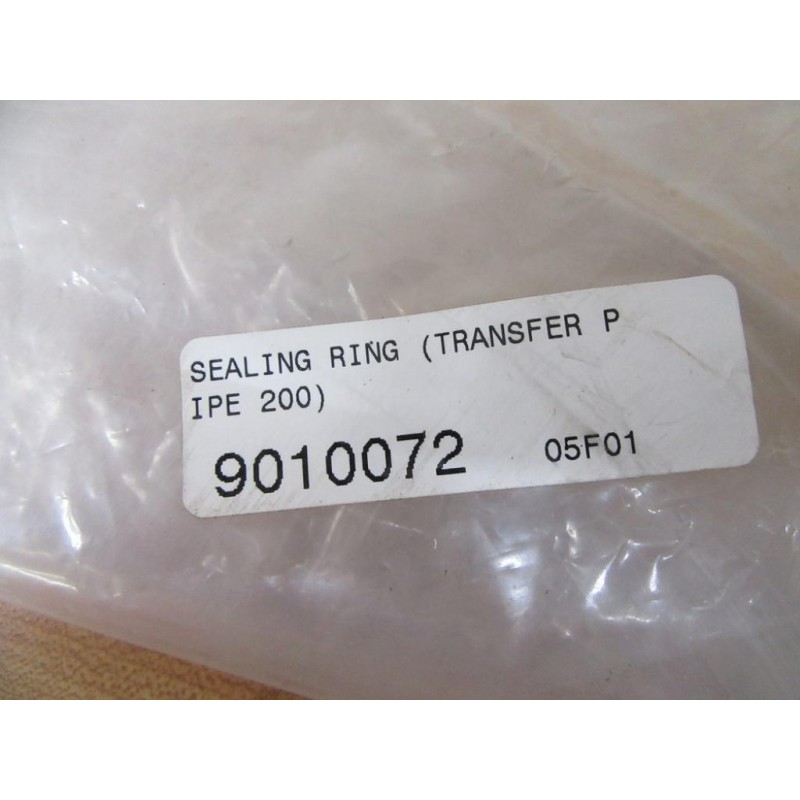 SEALING RING (TRANSFER P
IPE 200)
9010072 05F01